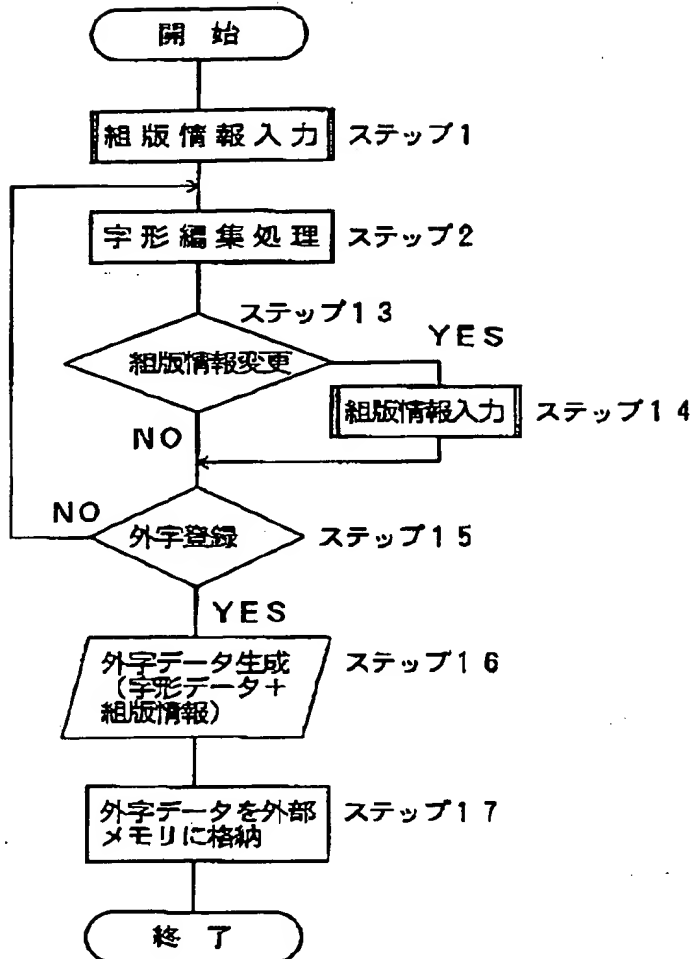 開始
組版情報入力 ステップ1
字形編集処理 ステップ2
ステップ13
組版情報変更
YES
組版情報入力 ステップ14
NO
NO
外字登録 ステップ15
YES
外字データ生成 ステップ16
(字形データ+
組版情報)
外字データを外部 ステップ17
メモリに格納
終了